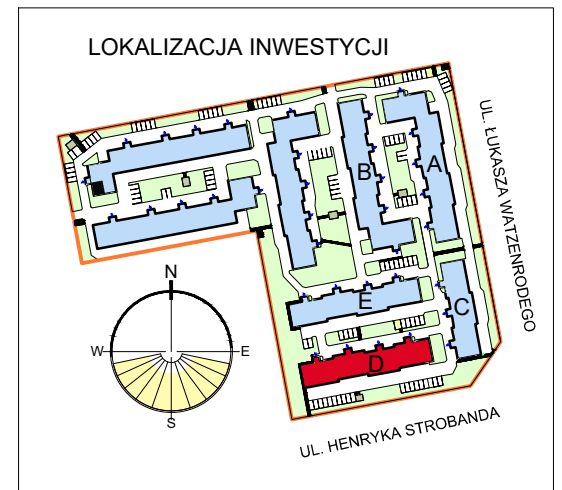 LOKALIZACJA INWESTYCJI
B
A
UL. ŁUKASZA WATZENRODEGO
N
E
C
W
E
D
S
UL. HENRYKA STROBANDA